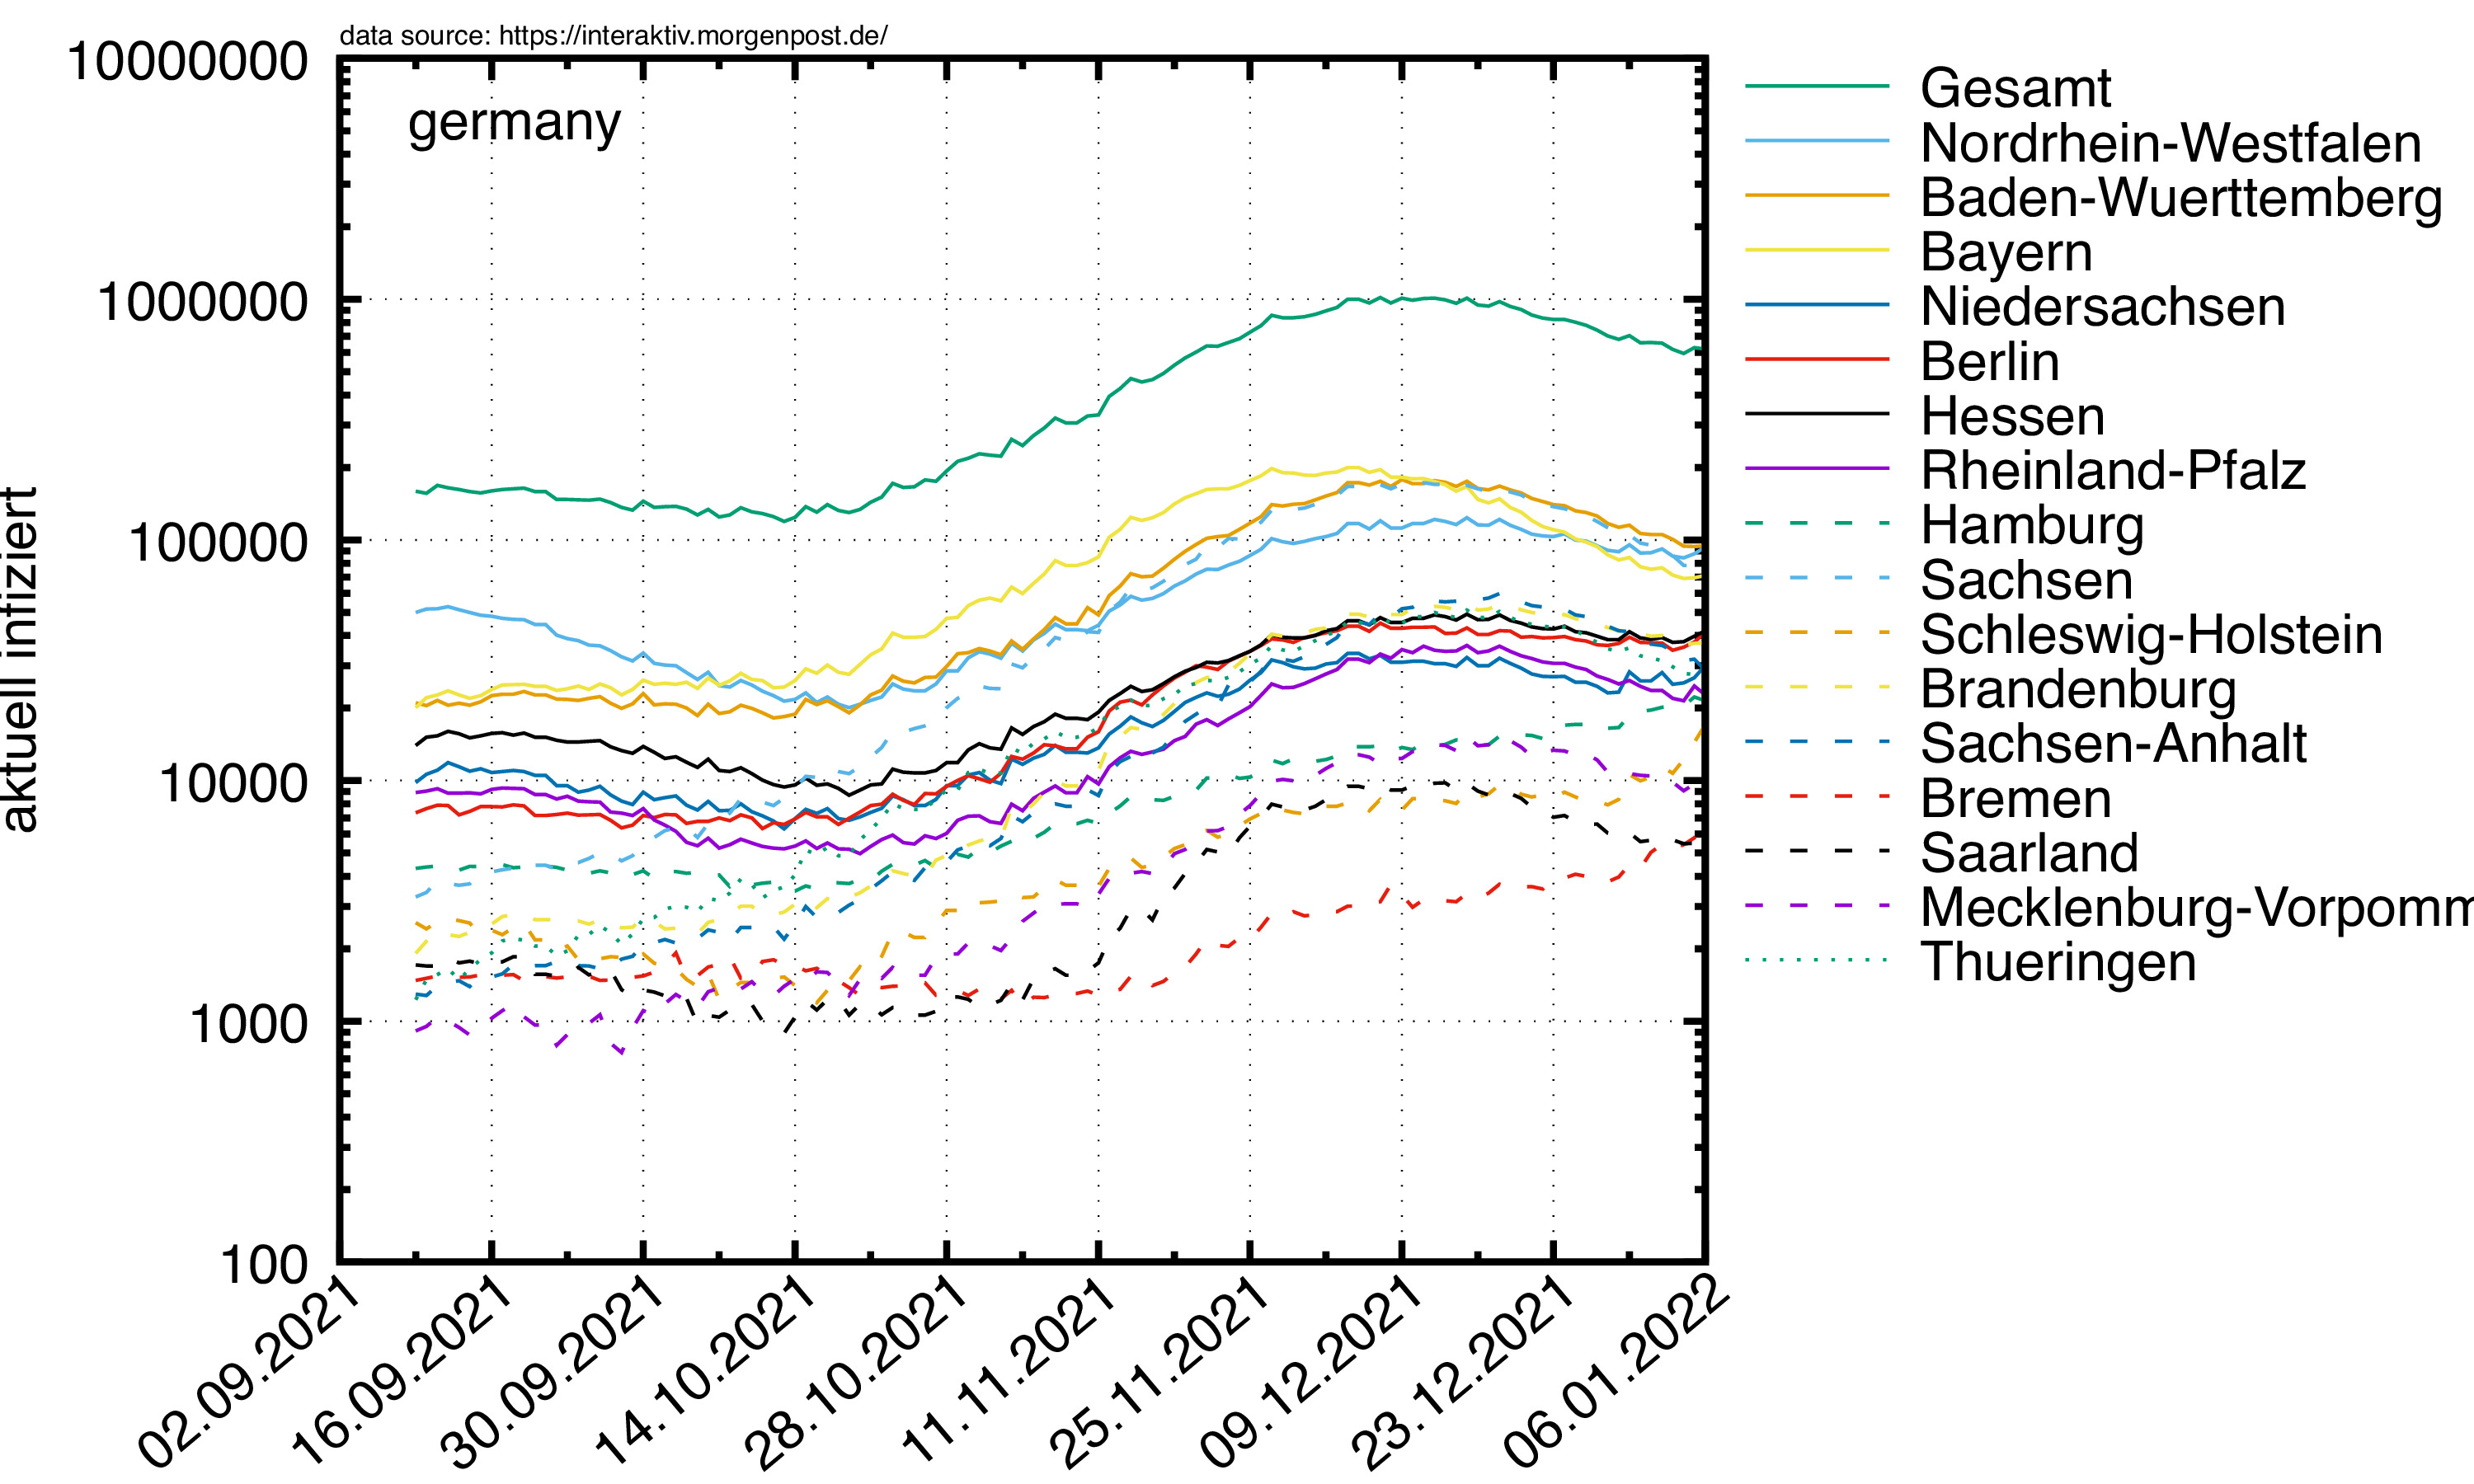 data source: https://interaktiv.morgenpost.de/
germany
aktuell infiziert
10000000
1000000
100000
10000
1000
100
02.09.2021
16.09.2021
30.09.2021
14.10.2021
28.10.2021
11.11.2021
25.11.2021
09.12.2021
23.12.2021
06.01.2022
Gesamt
Nordrhein-Westfalen
Baden-Wuerttemberg
Bayern
Niedersachsen
Berlin
Hessen
Rheinland-Pfalz
Hamburg
Sachsen
Schleswig-Holstein
Brandenburg
Sachsen-Anhalt
Bremen
Saarland
Mecklenburg-Vorpomm
Thueringen